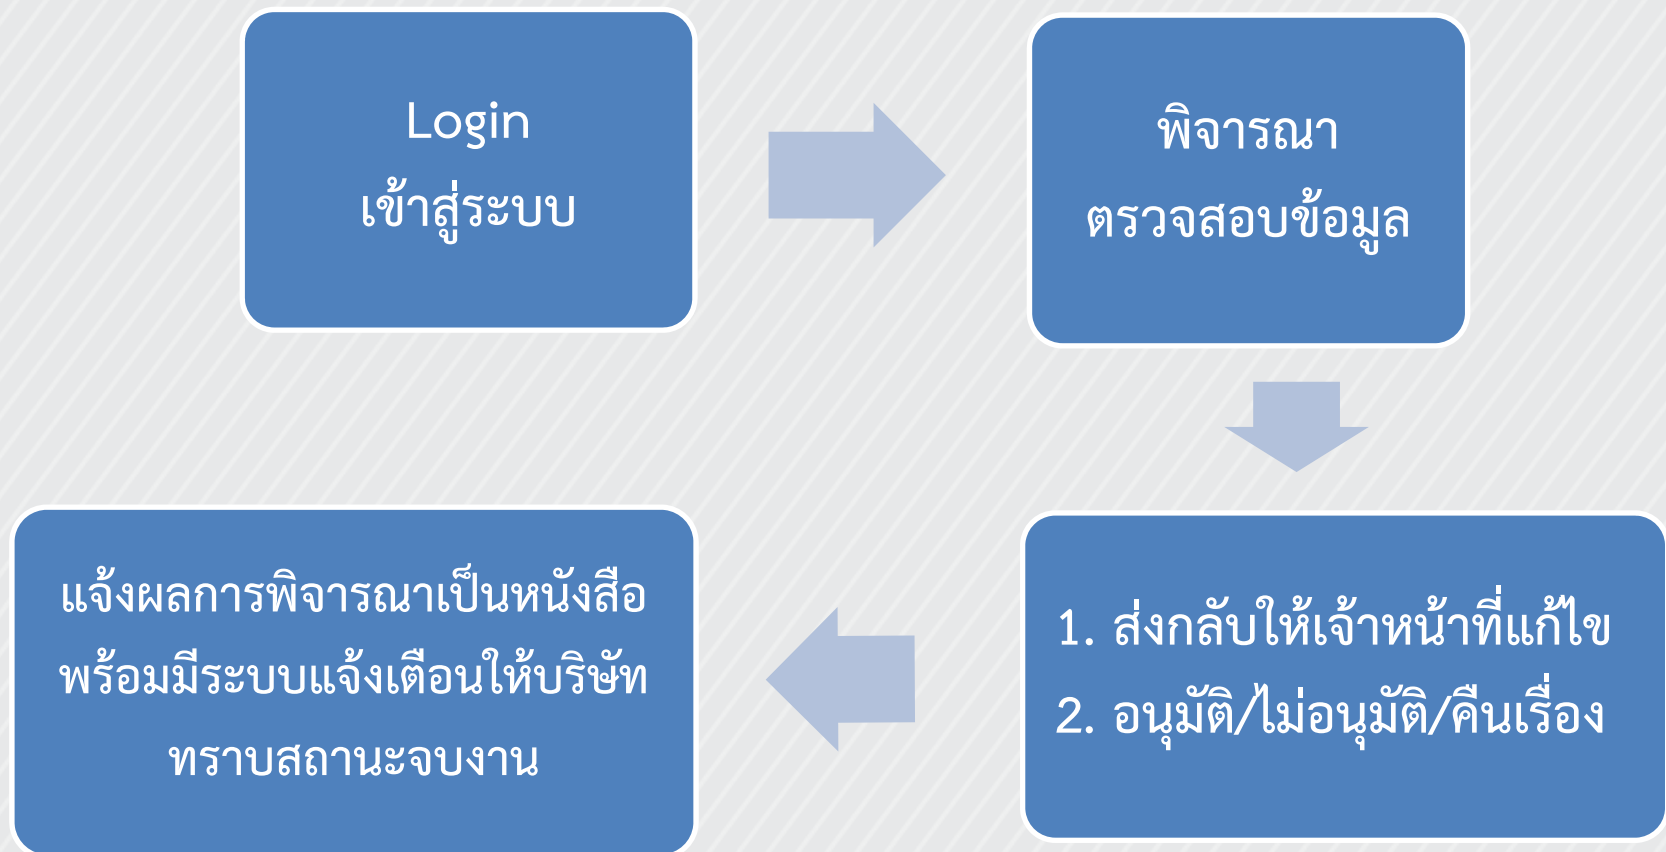 Login
เข้าสู่ระบบ
พิจารณา
ตรวจสอบข้อมูล
1. ส่งกลับให้เจ้าหน้าที่แก้ไข
2. อนุมัติ/ไม่อนุมัติ/คืนเรื่อง
แจ้งผลการพิจารณาเป็นหนังสือ
พร้อมมีระบบแจ้งเตือนให้บริษัท
ทราบสถานะจบงาน